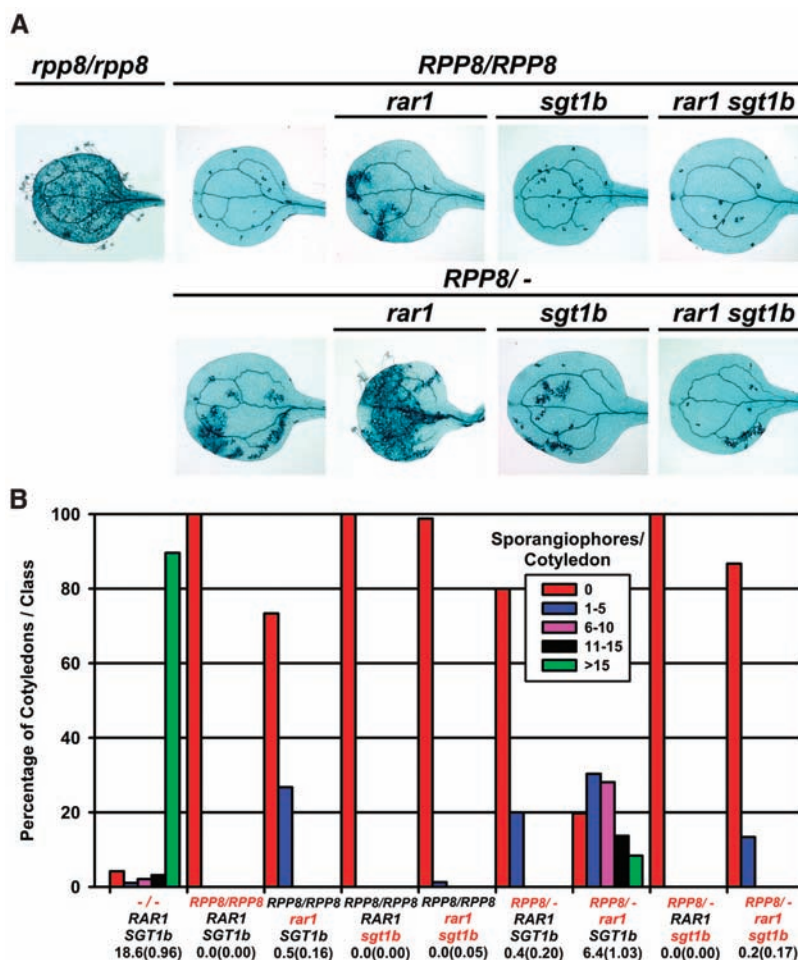 A
rpp8/rpp8 RPP8/RPP8
rar1 sgt1b rar1 sgt1b
RPP8/ -
rar1 sgt1b rar1 sgt1b
B
Percentage of Cotyledons / Class
100
80
60
40
20
0
Sporangiophores/
Cotyledon
0
1-5
6-10
11-15
>15
- / - RPP8/RPP8 RPP8/RPP8 RPP8/RPP8 RPP8/RPP8 RPP8/ - RPP8/ - RPP8/ - RPP8/ -
RAR1 RAR1 rar1 RAR1 rar1 RAR1 rar1 RAR1 rar1
SGT1b SGT1b SGT1b sgt1b sgt1b SGT1b SGT1b sgt1b sgt1b
18.6(0.96) 0.0(0.00) 0.5(0.16) 0.0(0.00) 0.0(0.05) 0.4(0.20) 6.4(1.03) 0.0(0.00) 0.2(0.17)